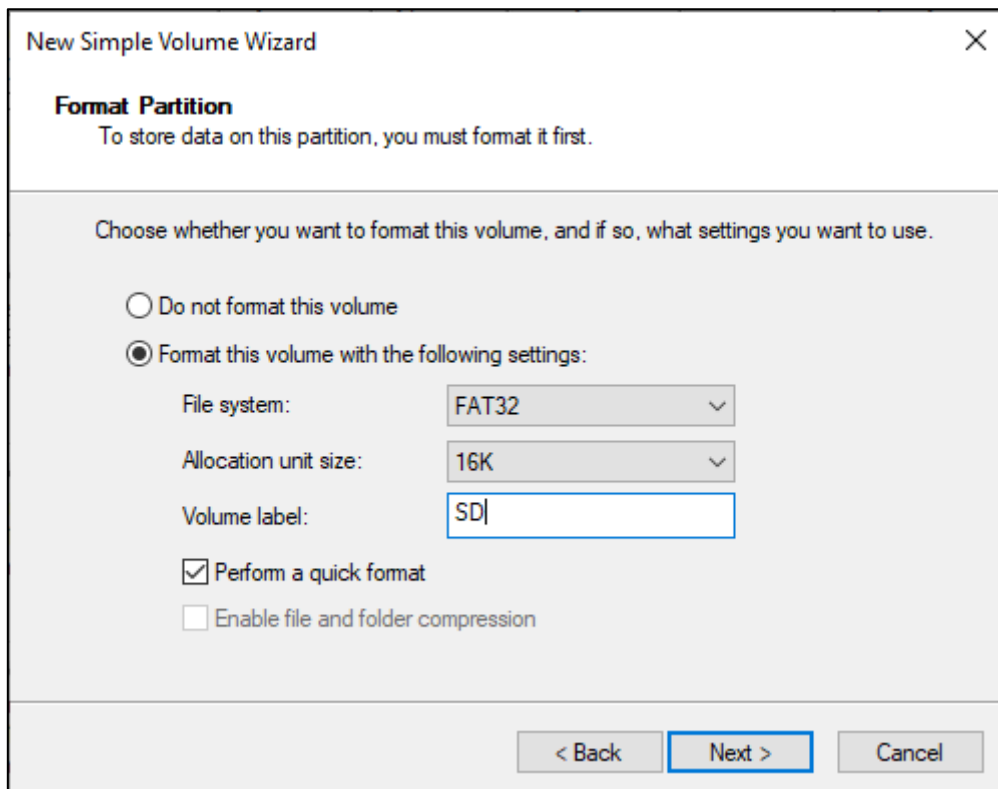 New Simple Volume Wizard
Format Partition
To store data on this partition, you must format it first.
Choose whether you want to format this volume, and if so, what settings you want to use.
Do not format this volume
Format this volume with the following settings:
File system: FAT32
Allocation unit size: 16K
Volume label: SD
Perform a quick format
Enable file and folder compression
< Back Next > Cancel